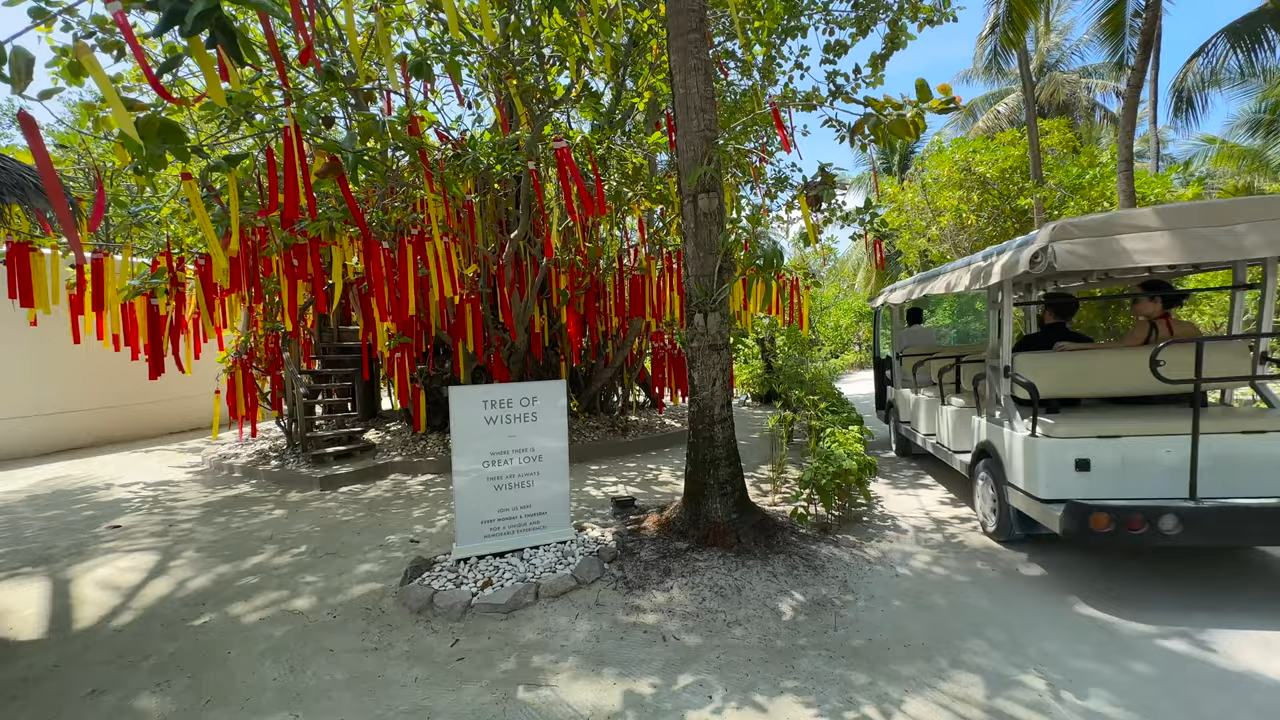 TREE OF
WISHES
WHERE THERE IS
GREAT LOVE
THERE ARE ALWAYS
WISHES!
JOIN US HERE
EVERY MONDAY & THURSDAY
FOR A UNIQUE AND
MEMORABLE EXPERIENCE!